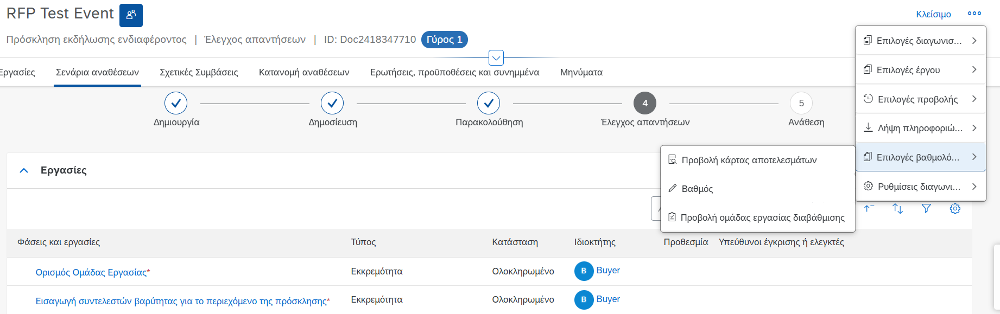 RFP Test Event
Κλείσιμο
Πρόσκληση εκδήλωσης ενδιαφέροντος | Έλεγχος απαντήσεων | ID: Doc2418347710 Γύρος 1
Εργασίες Σενάρια αναθέσεων Σχετικές Συμβάσεις Κατανομή αναθέσεων Ερωτήσεις, προϋποθέσεις και συνημμένα Μηνύματα
Επιλογές διαγωνισ...
Επιλογές έργου
Επιλογές προβολής
Λήψη πληροφοριώ...
Επιλογές βαθμολό...
Ρυθμίσεις διαγωνι...
4 5
Δημιουργία Δημοσίευση Παρακολούθηση Έλεγχος απαντήσεων Ανάθεση
Προβολή κάρτας αποτελεσμάτων
Βαθμός
Προβολή ομάδας εργασίας διαβάθμισης
Εργασίες
Φάσεις και εργασίες Τύπος Κατάσταση Ιδιοκτήτης Προθεσμία Υπεύθυνοι έγκρισης ή ελεγκτές
Ορισμός Ομάδας Εργασίας* Εκκρεμότητα Ολοκληρωμένο B Buyer
Εισαγωγή συντελεστών βαρύτητας για το περιεχόμενο της πρόσκλησης* Εκκρεμότητα Ολοκληρωμένο B Buyer